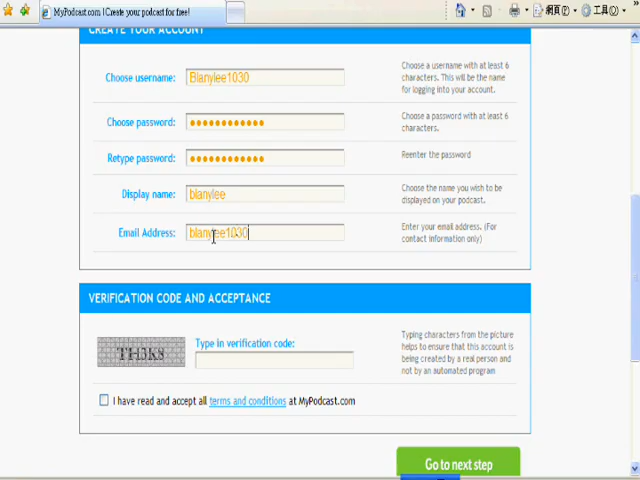 MyPodcast.com | Create your podcast for free!
網頁(P)
工具(O)
CREATE YOUR ACCOUNT
Choose username:
Blanylee1030
Choose a username with at least 6
characters. This will be the name
for logging into your account.
Choose password:
Choose a password with at least 6
characters.
Retype password:
Reenter the password
Display name:
blanylee
Choose the name you wish to be
displayed on your podcast.
Email Address:
blanylee1030
Enter your email address. (For
contact information only)
VERIFICATION CODE AND ACCEPTANCE
Type in verification code:
Typing characters from the picture
helps to ensure that this account is
being created by a real person and
not by an automated program
I have read and accept all terms and conditions at MyPodcast.com
Go to next step